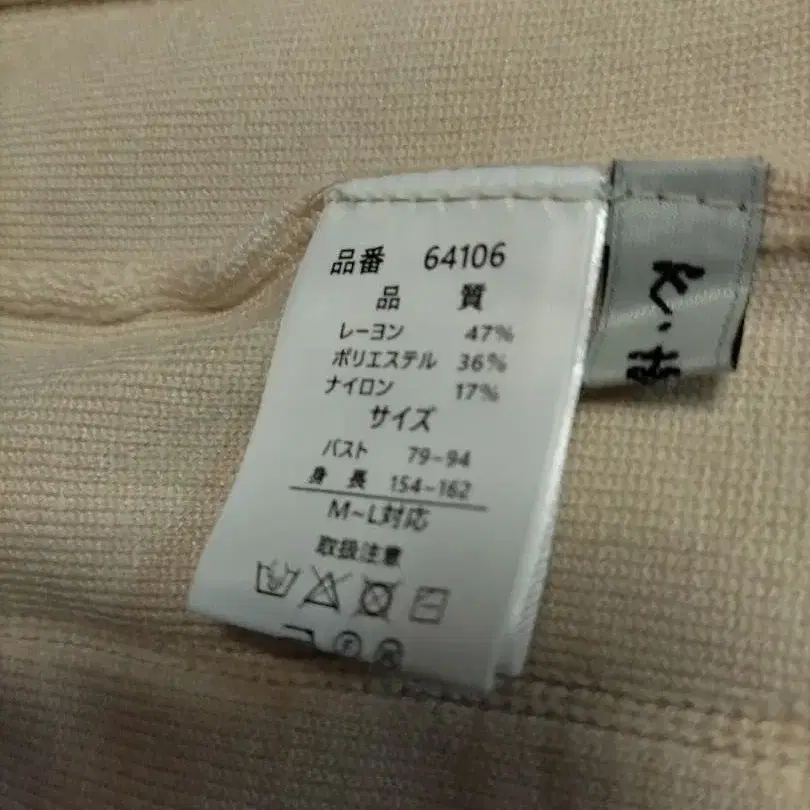 品番 64106
品 質
レーヨン 47%
ポリエステル 36%
ナイロン 17%
サイズ
バスト 79-94
身 長 154-162
M~L対応
取扱注意